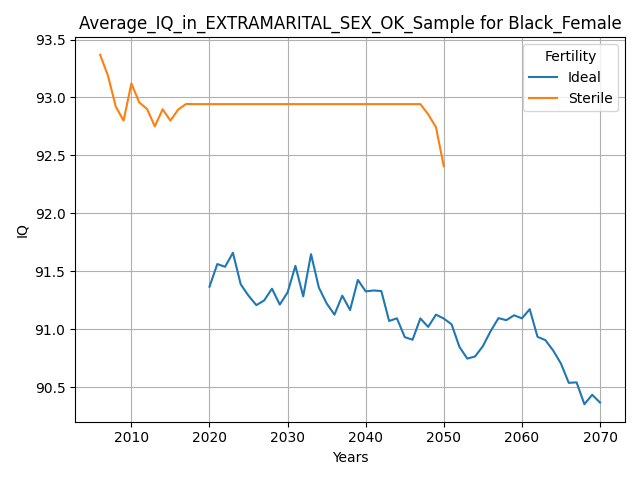 Average_IQ_in_EXTRAMARITAL_SEX_OK_Sample for Black_Female
93.5
93.0
92.5
92.0
91.5
91.0
90.5
IQ
Fertility
Ideal
Sterile
2010 2020 2030 2040 2050 2060 2070
Years